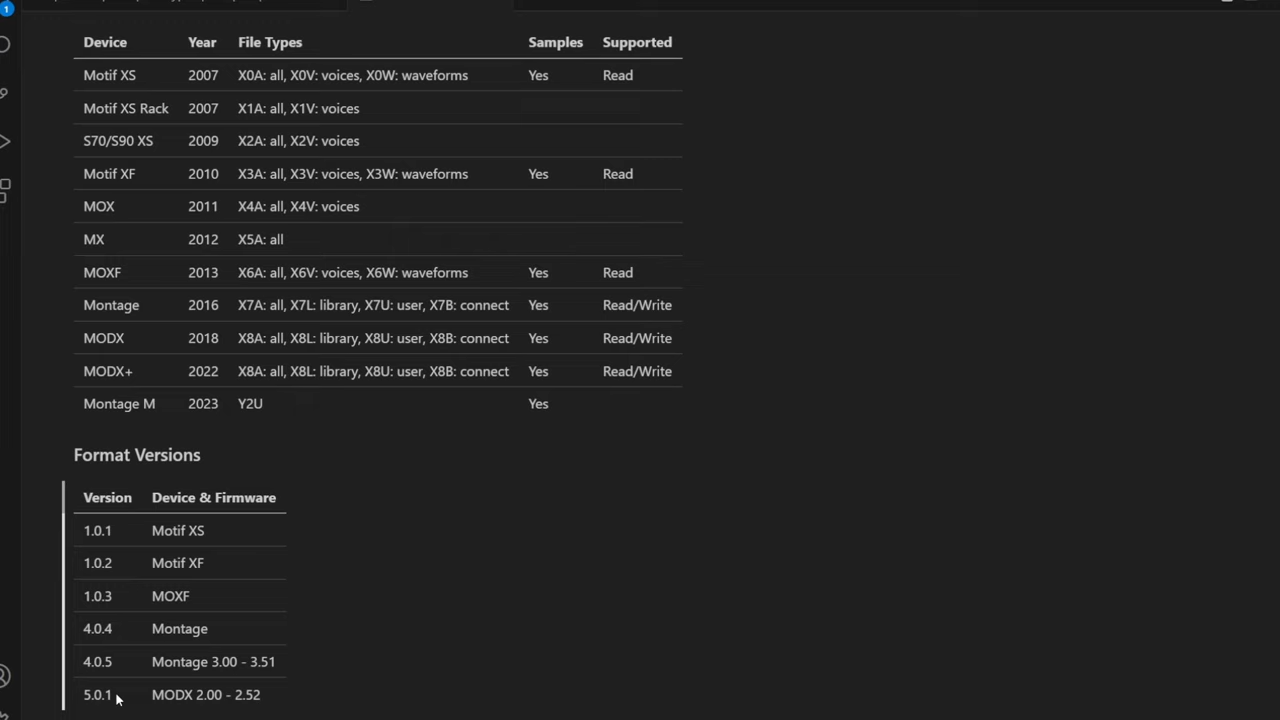 1
Device Year File Types Samples Supported
Motif XS 2007 X0A: all, X0V: voices, X0W: waveforms Yes Read
Motif XS Rack 2007 X1A: all, X1V: voices
S70/S90 XS 2009 X2A: all, X2V: voices
Motif XF 2010 X3A: all, X3V: voices, X3W: waveforms Yes Read
MOX 2011 X4A: all, X4V: voices
MX 2012 X5A: all
MOXF 2013 X6A: all, X6V: voices, X6W: waveforms Yes Read
Montage 2016 X7A: all, X7L: library, X7U: user, X7B: connect Yes Read/Write
MODX 2018 X8A: all, X8L: library, X8U: user, X8B: connect Yes Read/Write
MODX+ 2022 X8A: all, X8L: library, X8U: user, X8B: connect Yes Read/Write
Montage M 2023 Y2U Yes
Format Versions
Version Device & Firmware
1.0.1 Motif XS
1.0.2 Motif XF
1.0.3 MOXF
4.0.4 Montage
4.0.5 Montage 3.00 - 3.51
5.0.1 MODX 2.00 - 2.52